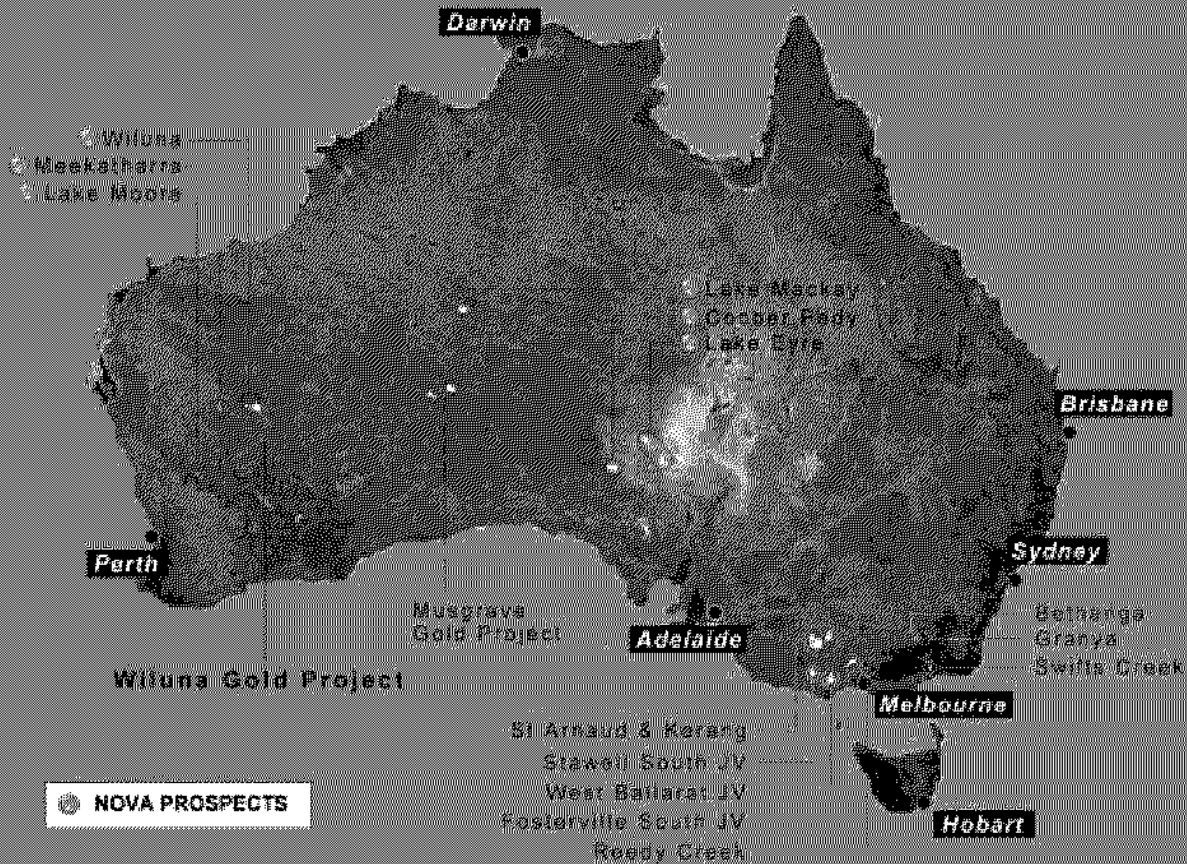 Darwin
Wiluna
Meekatharra
Lake Moore
Lake Mackay
Coober Pedy
Lake Eyre
Brisbane
Perth
Sydney
Musgrave
Gold Project
Adelaide
Bethanga
Granya
Swifts Creek
Wiluna Gold Project
Melbourne
St Arnaud & Kerang
Stawell South JV
West Ballarat JV
Fosterville South JV
Reedy Creek
NOVA PROSPECTS
Hobart